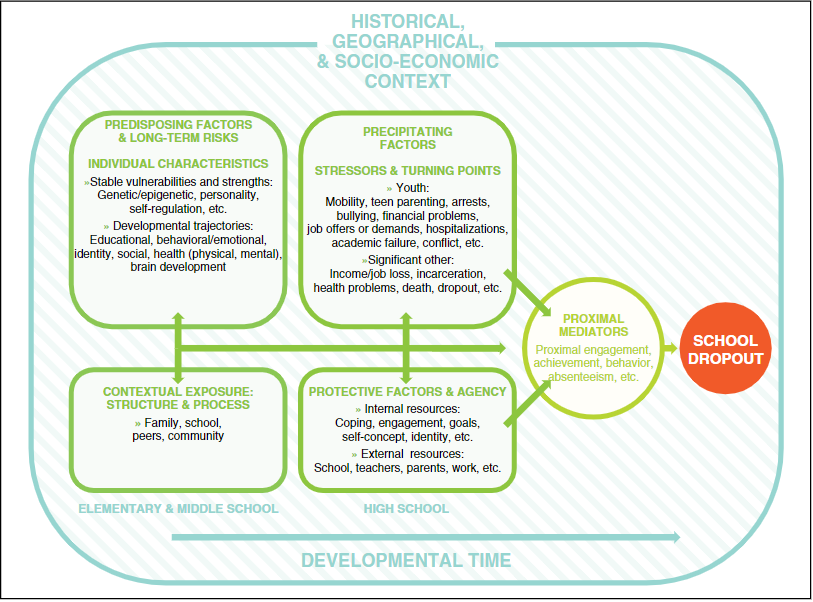 HISTORICAL,
GEOGRAPHICAL,
& SOCIO-ECONOMIC
CONTEXT
PREDISPOSING FACTORS
& LONG-TERM RISKS
INDIVIDUAL CHARACTERISTICS
»Stable vulnerabilities and strengths:
Genetic/epigenetic, personality,
self-regulation, etc.
» Developmental trajectories:
Educational, behavioral/emotional,
identity, social, health (physical, mental),
brain development
PRECIPITATING
FACTORS
STRESSORS & TURNING POINTS
» Youth:
Mobility, teen parenting, arrests,
bullying, financial problems,
job offers or demands, hospitalizations,
academic failure, conflict, etc.
»Significant other:
Income/job loss, incarceration,
health problems, death, dropout, etc.
CONTEXTUAL EXPOSURE:
STRUCTURE & PROCESS
» Family, school,
peers, community
PROTECTIVE FACTORS & AGENCY
» Internal resources:
Coping, engagement, goals,
self-concept, identity, etc.
» External resources:
School, teachers, parents, work, etc.
PROXIMAL
MEDIATORS
Proximal engagement,
achievement, behavior,
absenteeism, etc.
SCHOOL
DROPOUT
ELEMENTARY & MIDDLE SCHOOL
HIGH SCHOOL
DEVELOPMENTAL TIME